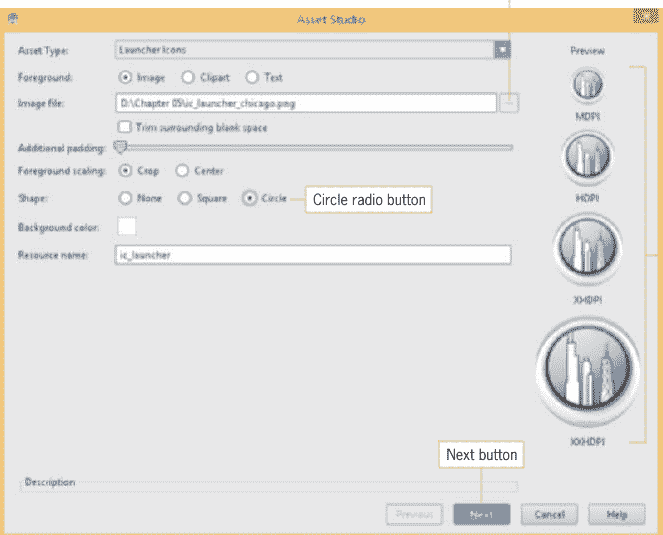 Asset Studio
Asset Type: Launcher Icons
Preview
Foreground: Image Clipart Text
Image file: D:\Chapter 05\ic_launcher_chicago.png ...
MDPI
Trim surrounding blank space
Additional padding:
Foreground scaling: Crop Center
HDPI
Shape: None Square Circle
Circle radio button
Background color:
Resource name: ic_launcher
XHDPI
XXHDPI
Next button
Description
Previous Next Cancel Help